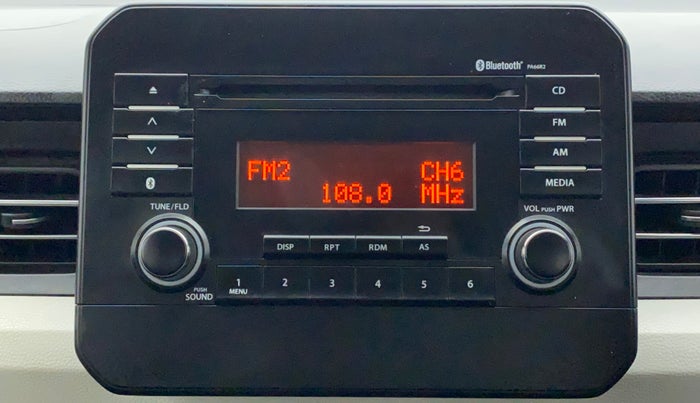 Bluetooth® PA66R2
CD
FM
AM
MEDIA
FM2 CH6
108.0 MHz
TUNE/FLD
VOL PUSH PWR
DISP RPT RDM AS
PUSH
SOUND
1 2 3 4 5 6
MENU